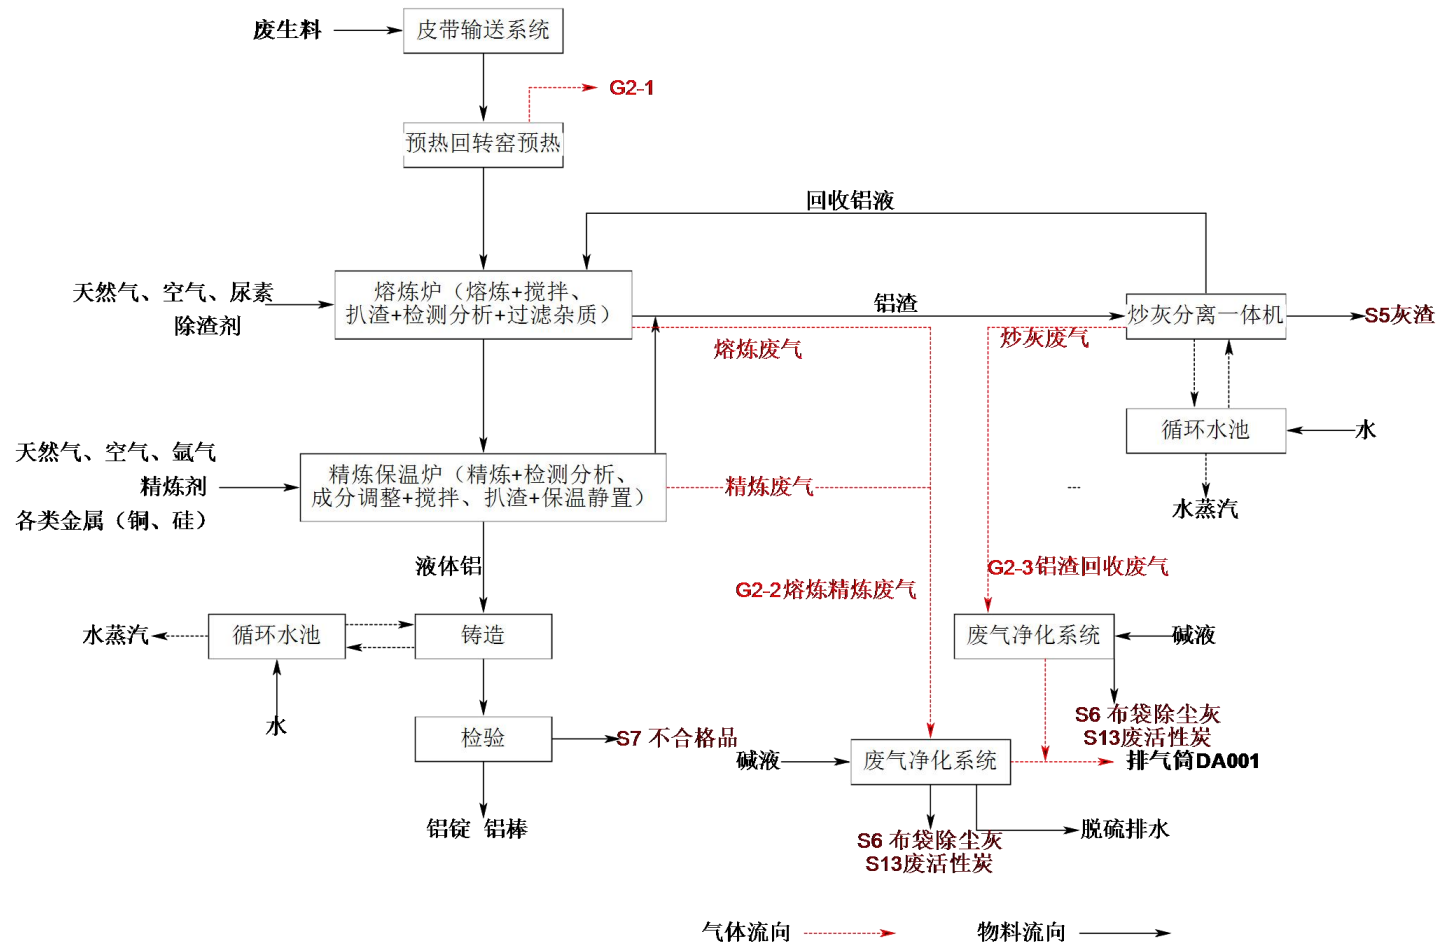 废生料
皮带输送系统
G2-1
预热回转窑预热
回收铝液
天然气、空气、尿素
除渣剂
熔炼炉（熔炼+搅拌、
扒渣+检测分析+过滤杂质）
铝渣
炒灰分离一体机
S5灰渣
熔炼废气
炒灰废气
循环水池
水
天然气、空气、氩气
精炼剂
各类金属（铜、硅）
精炼保温炉（精炼+检测分析、
成分调整+搅拌、扒渣+保温静置）
精炼废气
...
水蒸汽
液体铝
G2-3铝渣回收废气
G2-2熔炼精炼废气
水蒸汽
循环水池
铸造
废气净化系统
碱液
水
检验
S7 不合格品
S6 布袋除尘灰
S13废活性炭
碱液
废气净化系统
排气筒DA001
铝锭 铝棒
S6 布袋除尘灰
S13废活性炭
脱硫排水
气体流向
物料流向